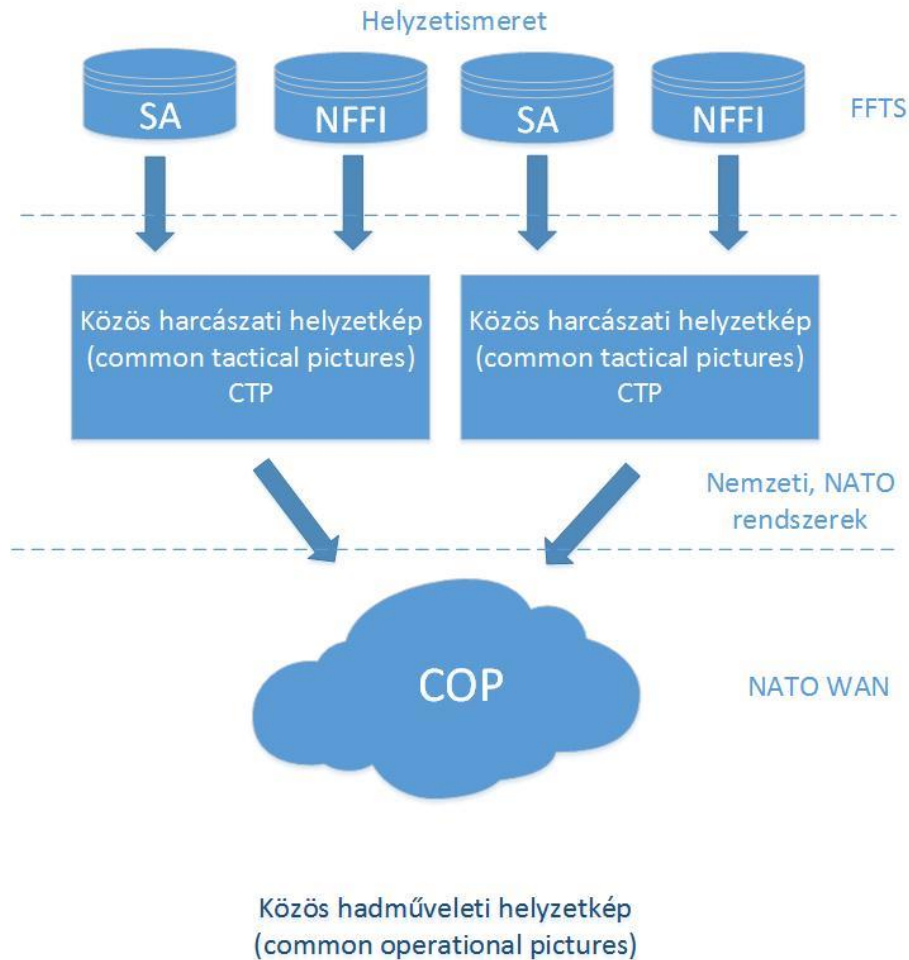 Helyzetismeret
SA
NFFI
SA
NFFI
FFTS
Közös harcászati helyzetkép
(common tactical pictures)
CTP
Közös harcászati helyzetkép
(common tactical pictures)
CTP
Nemzeti, NATO
rendszerek
COP
NATO WAN
Közös hadműveleti helyzetkép
(common operational pictures)